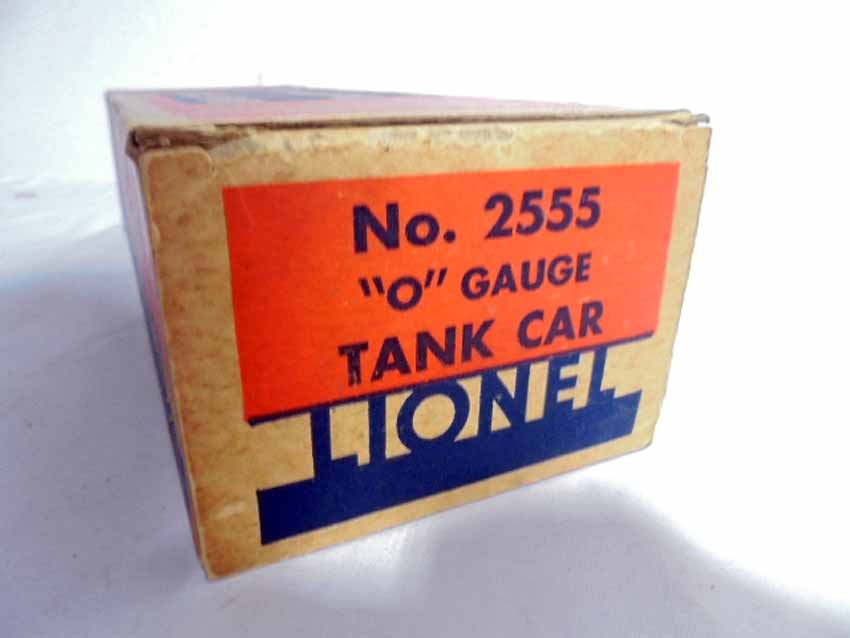 No. 2555
"O" GAUGE
TANK CAR
LIONEL